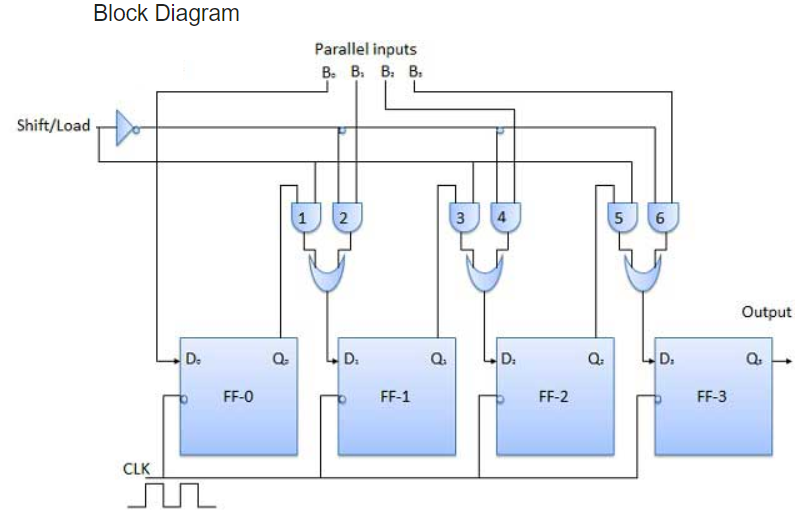 Block Diagram
Parallel inputs
B₀ B₁ B₂ B₃
Shift/Load
1 2 3 4 5 6
Output
D₀ Q₀ D₁ Q₁ D₂ Q₂ D₃ Q₃
FF-0 FF-1 FF-2 FF-3
CLK